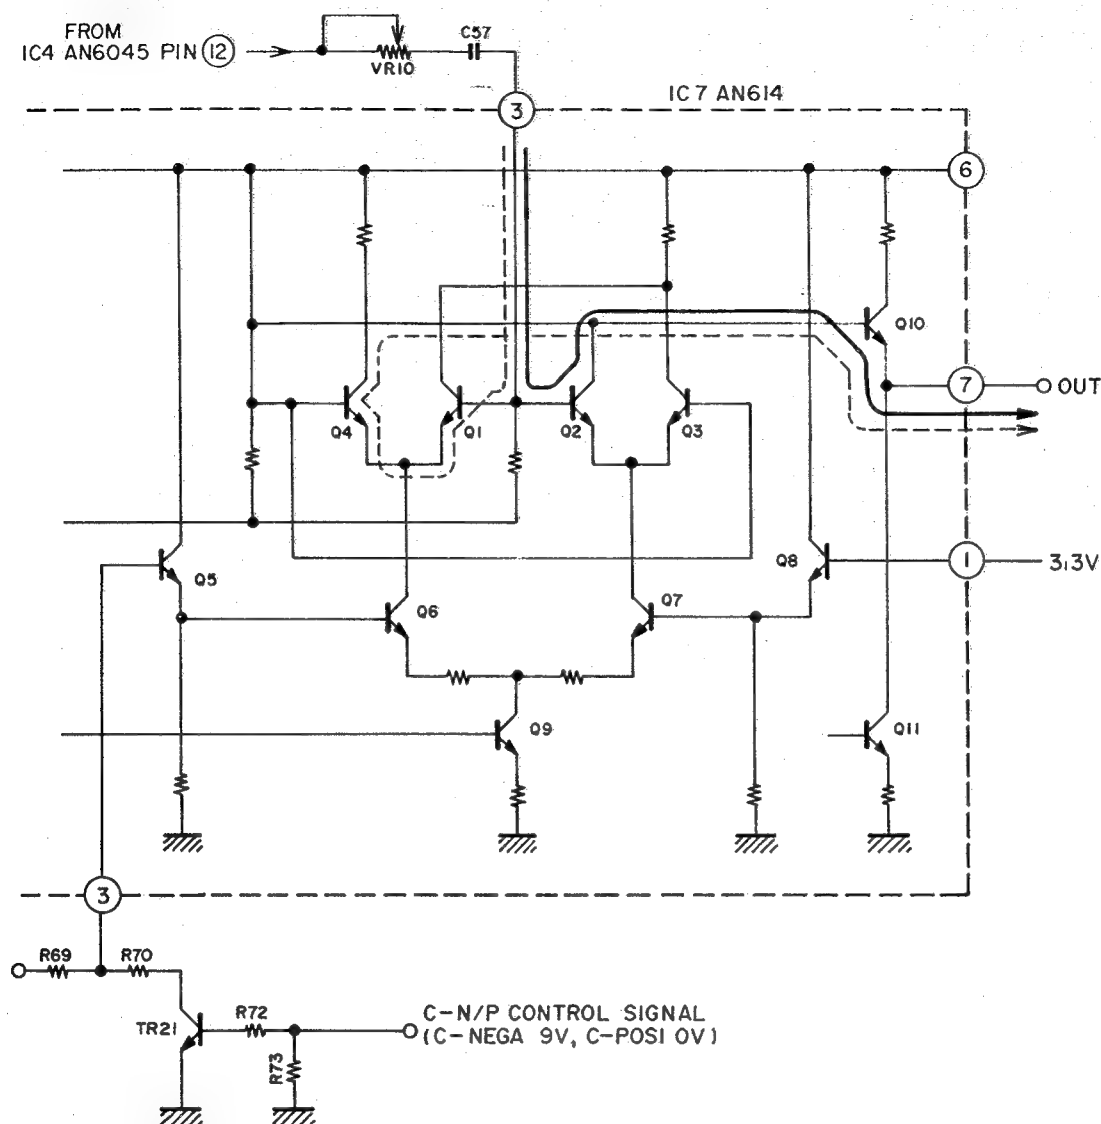 FROM
IC4 AN6045 PIN 12
C57
VR10
IC7 AN614
3
6
Q10
7 OUT
Q4 Q1 Q2 Q3
Q5
Q8
1 3.3V
Q6
Q7
Q9
Q11
3
R69 R70
TR21
R72
R73
C-N/P CONTROL SIGNAL
(C-NEGA 9V, C-POSI 0V)